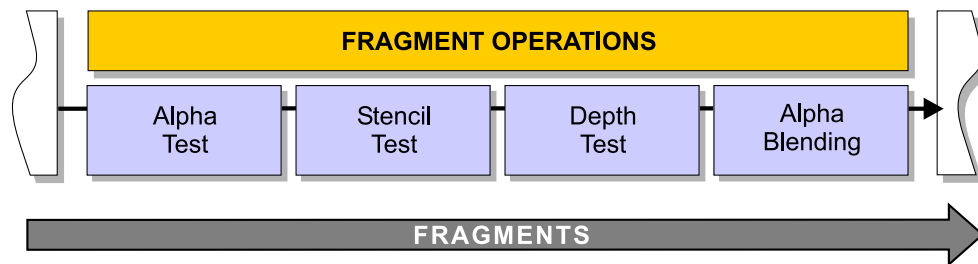 FRAGMENT OPERATIONS
Alpha
Test
Stencil
Test
Depth
Test
Alpha
Blending
FRAGMENTS